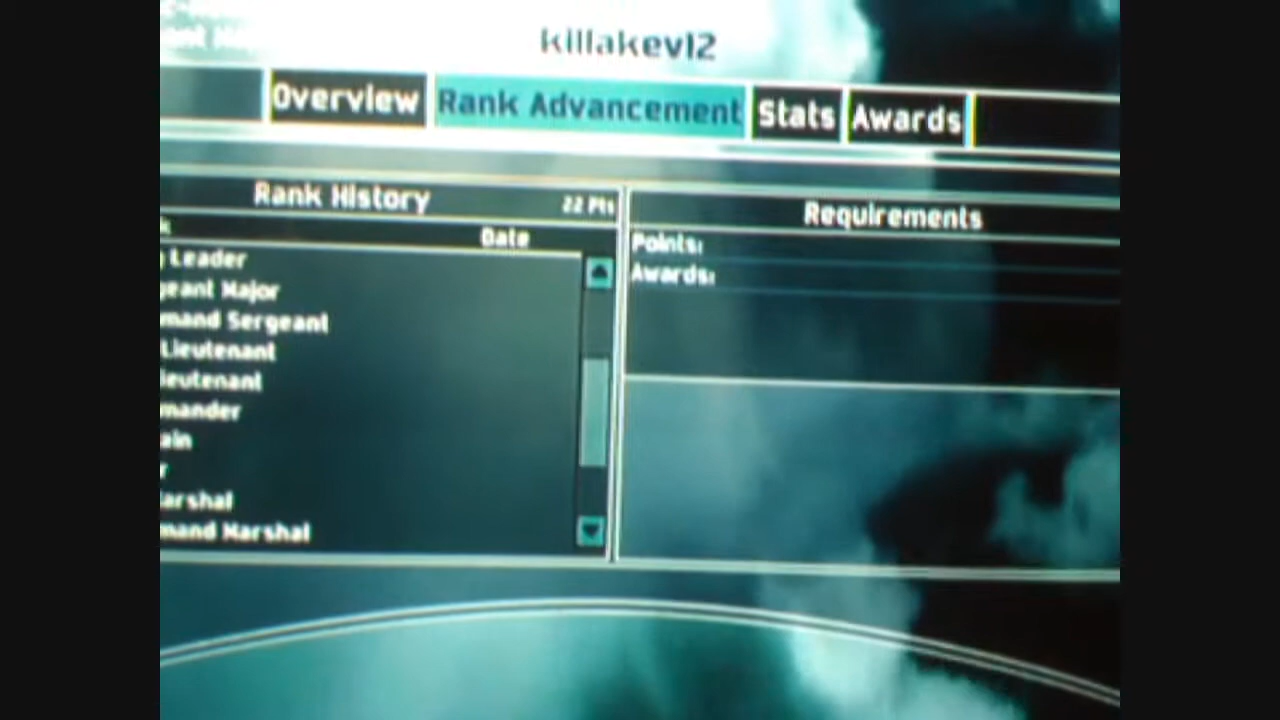 killakev12
Overview Rank Advancement Stats Awards
Rank History 22 Pts
Date
Leader
geant Major
mand Sergeant
Lieutenant
ieutenant
mander
ain
r
arshal
mand Marshal
Requirements
Points:
Awards: